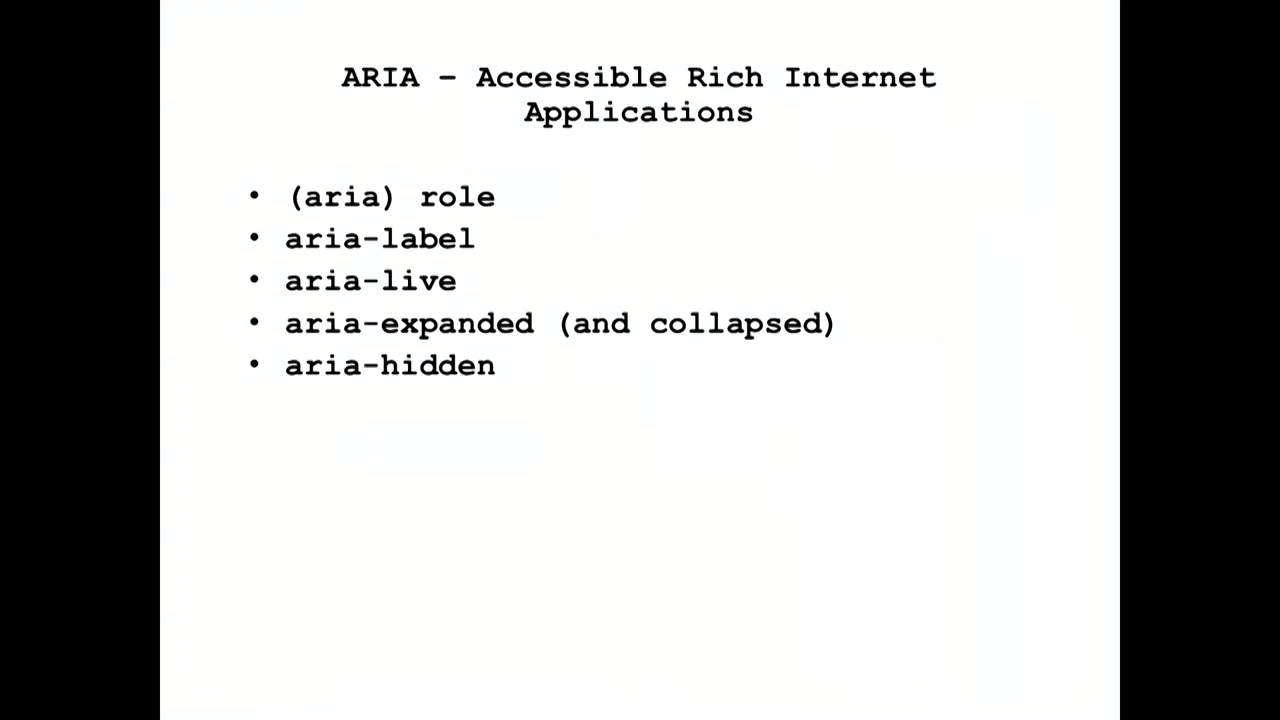 ARIA – Accessible Rich Internet
Applications
• (aria) role
• aria-label
• aria-live
• aria-expanded (and collapsed)
• aria-hidden